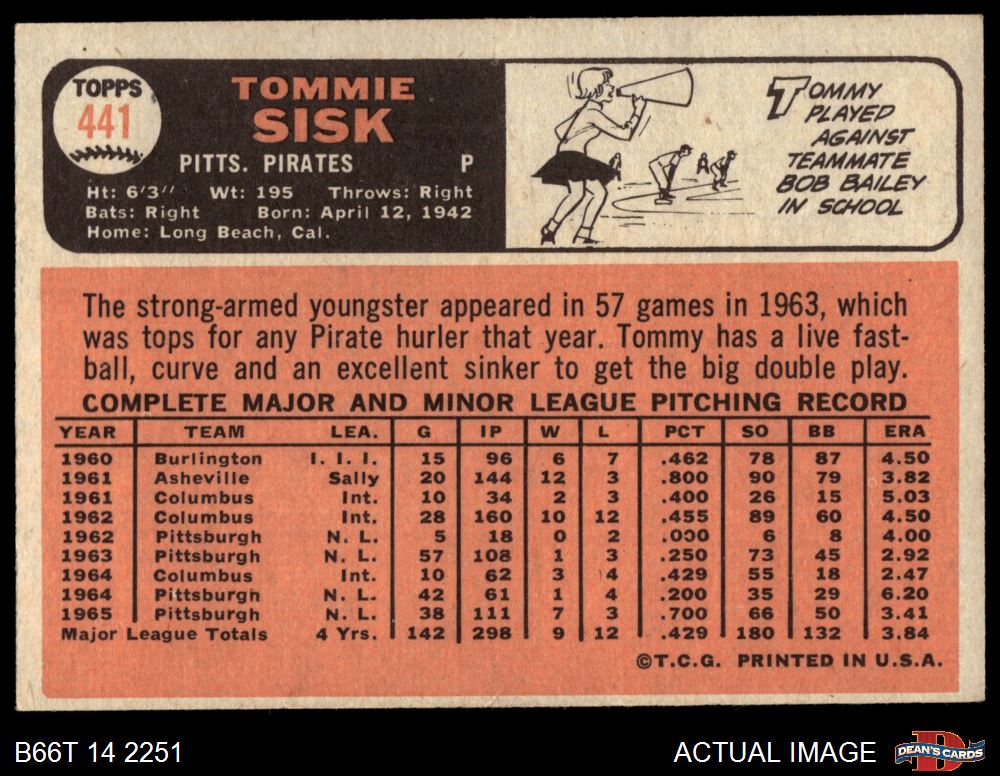 TOPPS
441
TOMMIE
SISK
PITTS. PIRATES P
Ht: 6'3" Wt: 195 Throws: Right
Bats: Right Born: April 12, 1942
Home: Long Beach, Cal.
TOMMY
PLAYED
AGAINST
TEAMMATE
BOB BAILEY
IN SCHOOL
The strong-armed youngster appeared in 57 games in 1963, which
was tops for any Pirate hurler that year. Tommy has a live fast-
ball, curve and an excellent sinker to get the big double play.
COMPLETE MAJOR AND MINOR LEAGUE PITCHING RECORD
YEAR TEAM LEA. G IP W L PCT SO BB ERA
1960 Burlington I. I. I. 15 96 6 7 .462 78 87 4.50
1961 Asheville Sally 20 144 12 3 .800 90 79 3.82
1961 Columbus Int. 10 34 2 3 .400 26 15 5.03
1962 Columbus Int. 28 160 10 12 .455 89 60 4.50
1962 Pittsburgh N. L. 5 18 0 2 .000 6 8 4.00
1963 Pittsburgh N. L. 57 108 1 3 .250 73 45 2.92
1964 Columbus Int. 10 62 3 4 .429 55 18 2.47
1964 Pittsburgh N. L. 42 61 1 4 .200 35 29 6.20
1965 Pittsburgh N. L. 38 111 7 3 .700 66 50 3.41
Major League Totals 4 Yrs. 142 298 9 12 .429 180 132 3.84
©T.C.G. PRINTED IN U.S.A.
B66T 14 2251 ACTUAL IMAGE DEAN'S CARDS